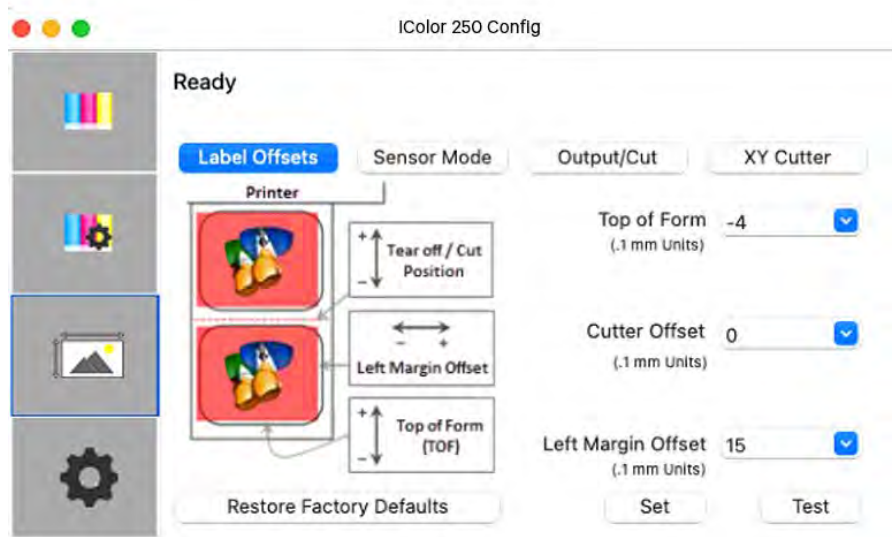 IColor 250 Config
Ready
Label Offsets
Sensor Mode
Output/Cut
XY Cutter
Printer
+
Tear off / Cut
Position
–
– +
Left Margin Offset
+
Top of Form
(TOF)
–
Top of Form -4
(.1 mm Units)
Cutter Offset 0
(.1 mm Units)
Left Margin Offset 15
(.1 mm Units)
Restore Factory Defaults
Set
Test